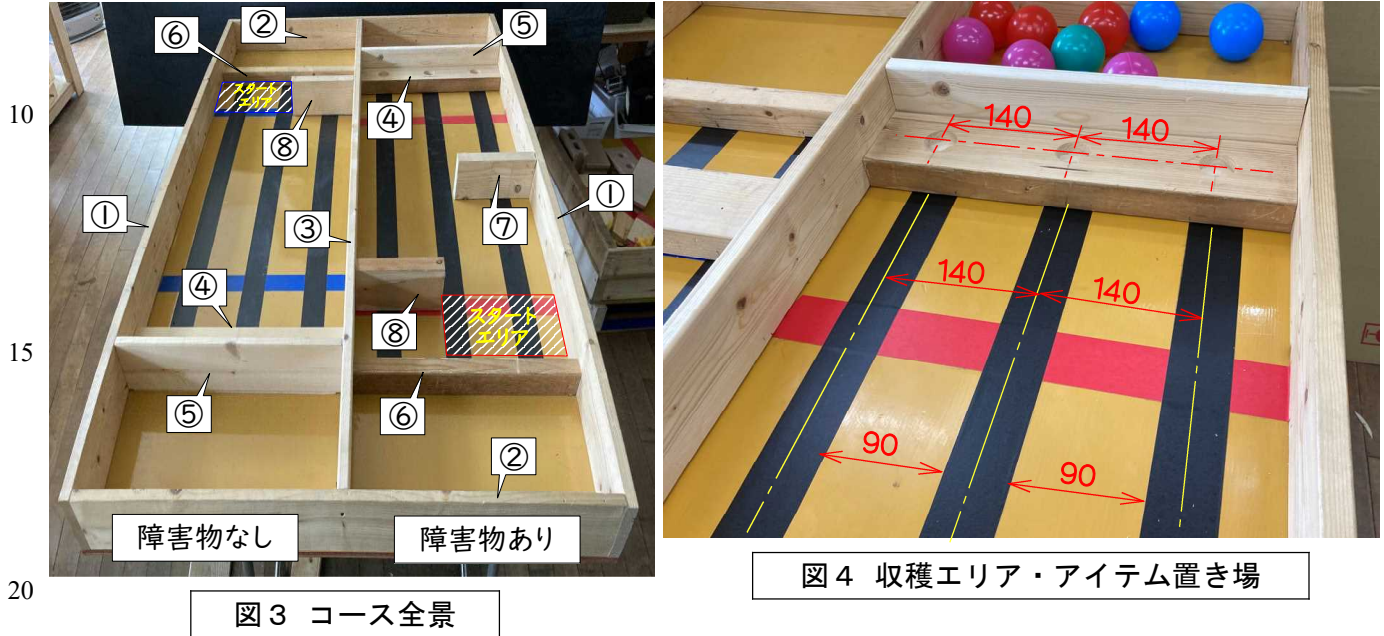 ②
⑤
⑥
スタート
エリア
10
④
⑧
①
⑦
①
③
④
スタート
エリア
⑧
15
⑤
⑥
②
障害物なし
障害物あり
20
図3 コース全景
140
140
140
140
90
90
図4 収穫エリア・アイテム置き場